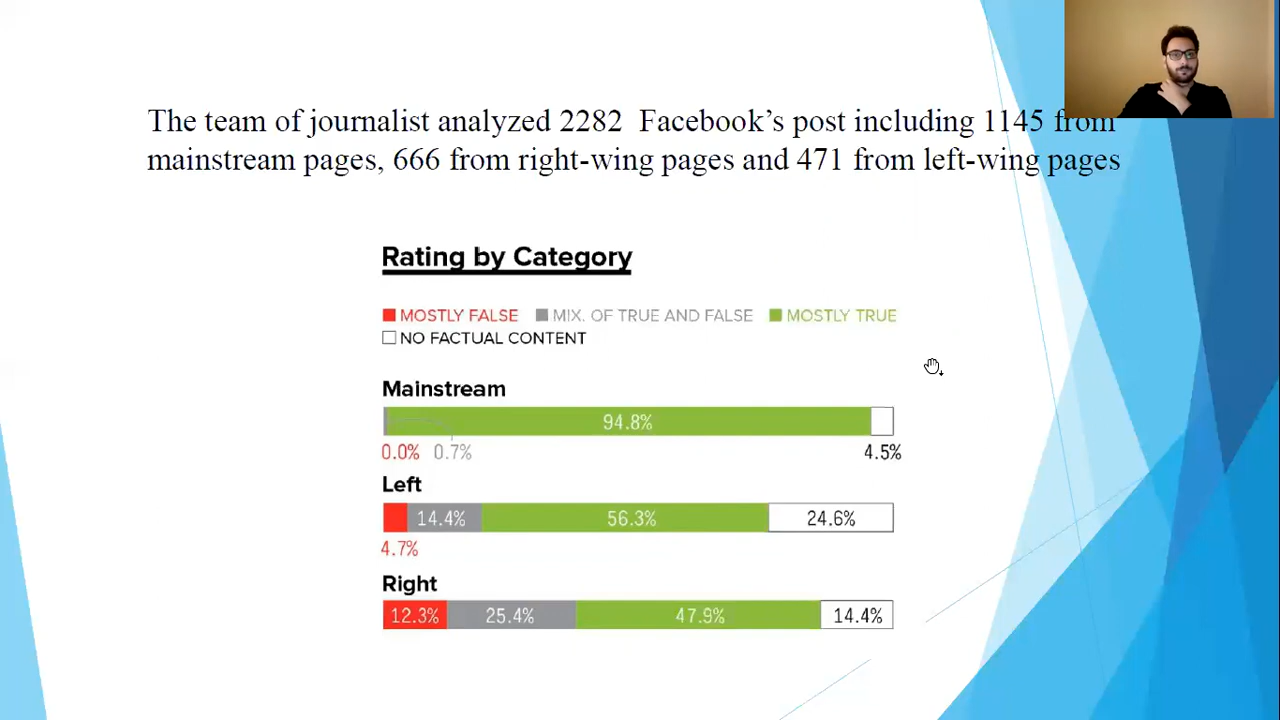 The team of journalist analyzed 2282 Facebook’s post including 1145 from
mainstream pages, 666 from right-wing pages and 471 from left-wing pages
Rating by Category
MOSTLY FALSE MIX. OF TRUE AND FALSE MOSTLY TRUE
NO FACTUAL CONTENT
Mainstream
94.8%
0.0% 0.7% 4.5%
Left
14.4% 56.3% 24.6%
4.7%
Right
12.3% 25.4% 47.9% 14.4%